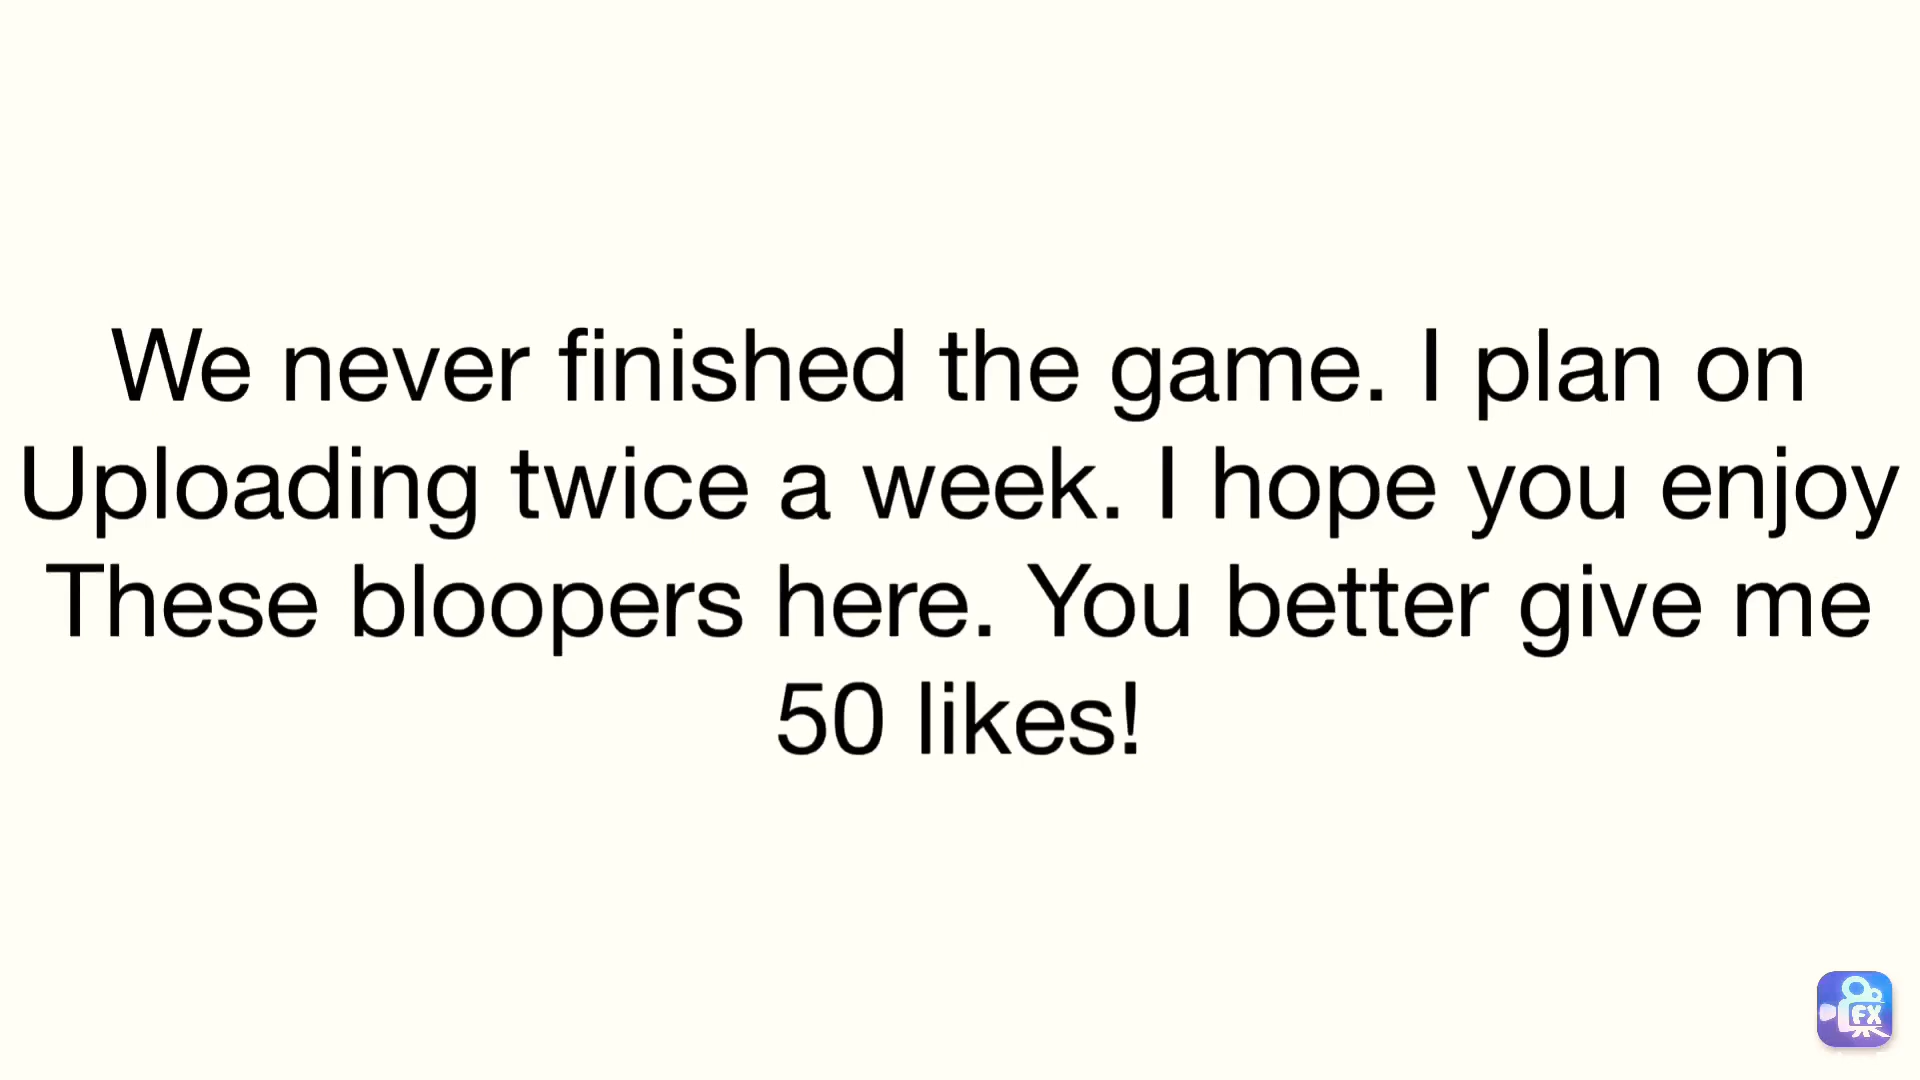 We never finished the game. I plan on
Uploading twice a week. I hope you enjoy
These bloopers here. You better give me
50 likes!
FX